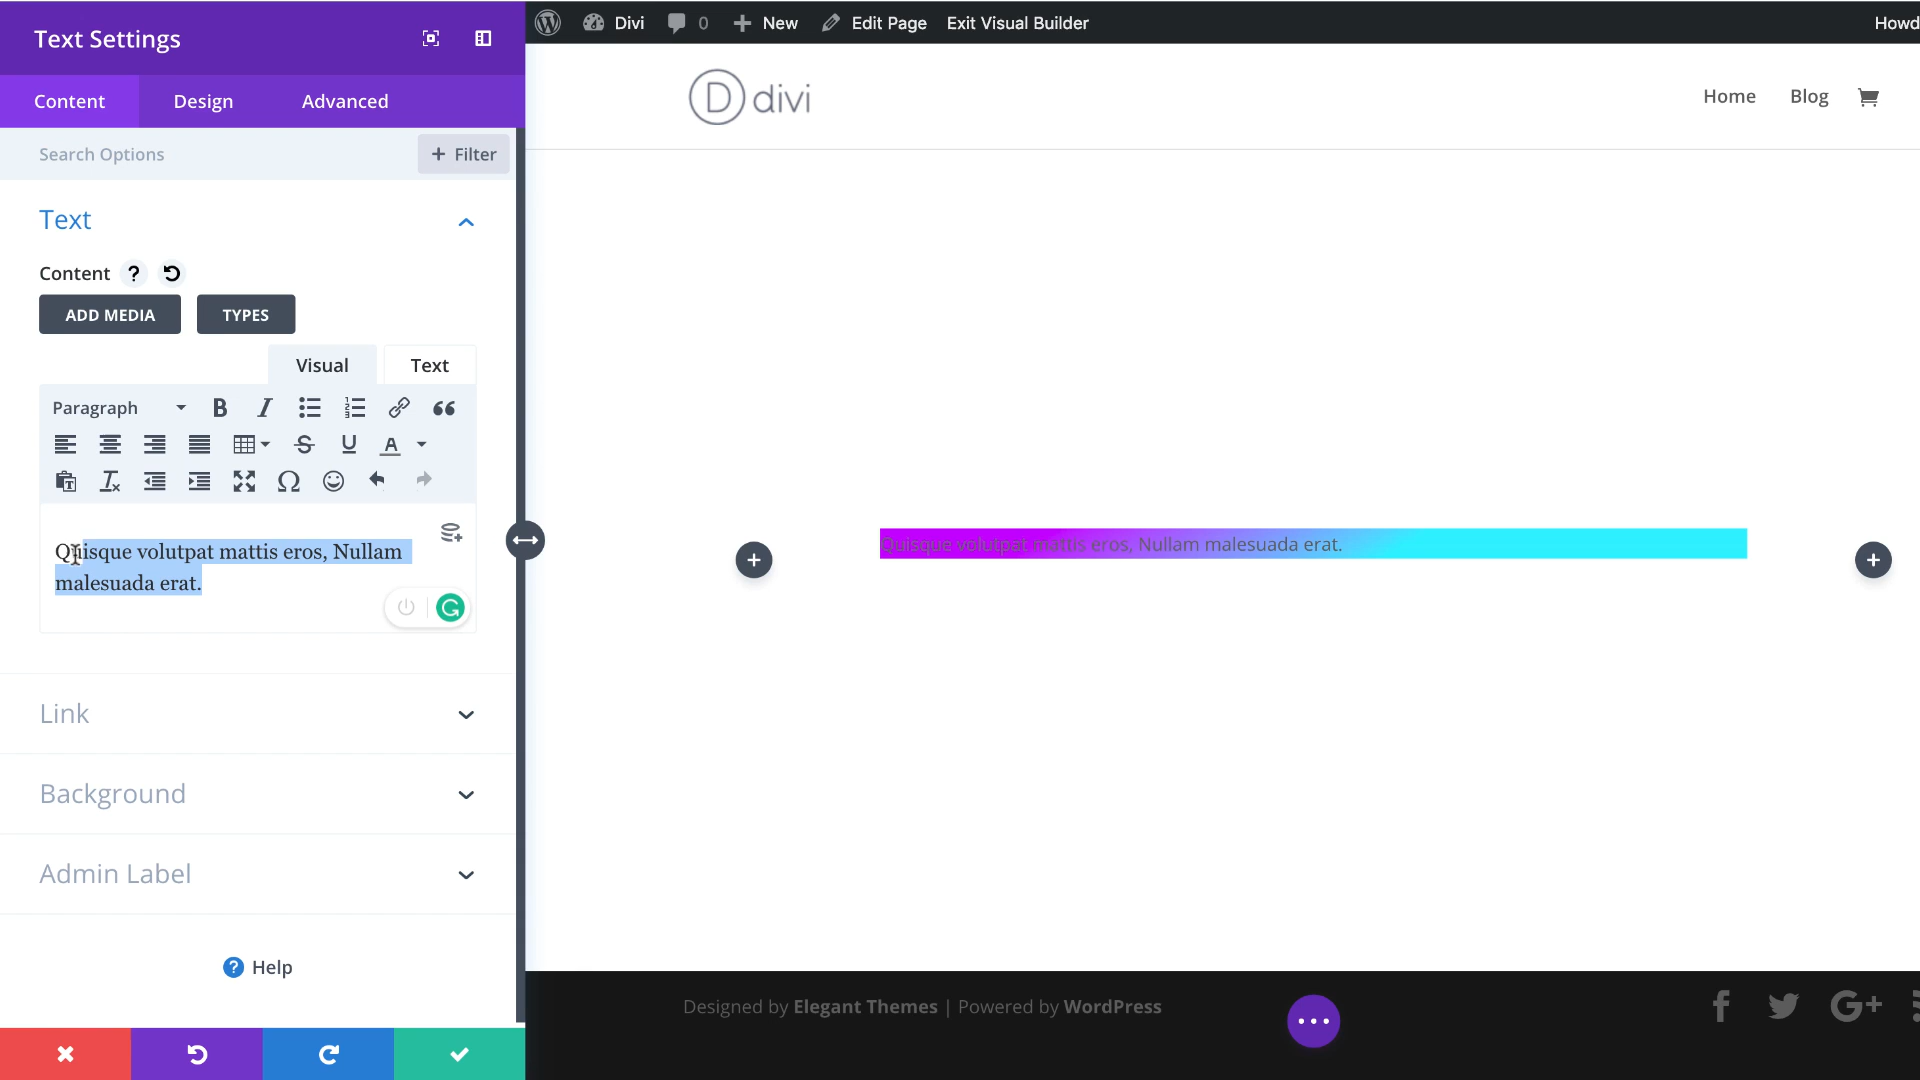 Text Settings
Content
Design
Advanced
Search Options
+ Filter
Text
Content ?
ADD MEDIA
TYPES
Visual
Text
Paragraph
Quisque volutpat mattis eros, Nullam
malesuada erat.
Link
Background
Admin Label
? Help
Divi
0
New
Edit Page
Exit Visual Builder
Howd
D divi
Home
Blog
Quisque volutpat mattis eros, Nullam malesuada erat.
Designed by Elegant Themes | Powered by WordPress